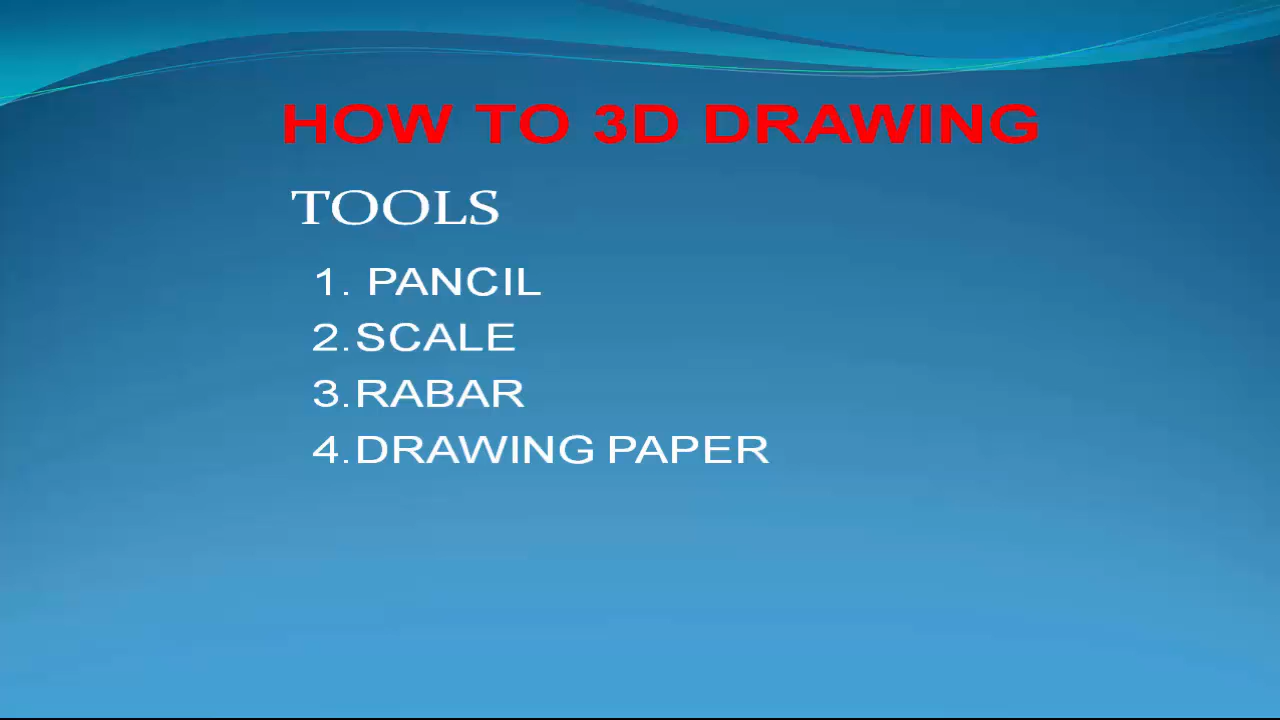 HOW TO 3D DRAWING
TOOLS
1. PANCIL
2.SCALE
3.RABAR
4.DRAWING PAPER